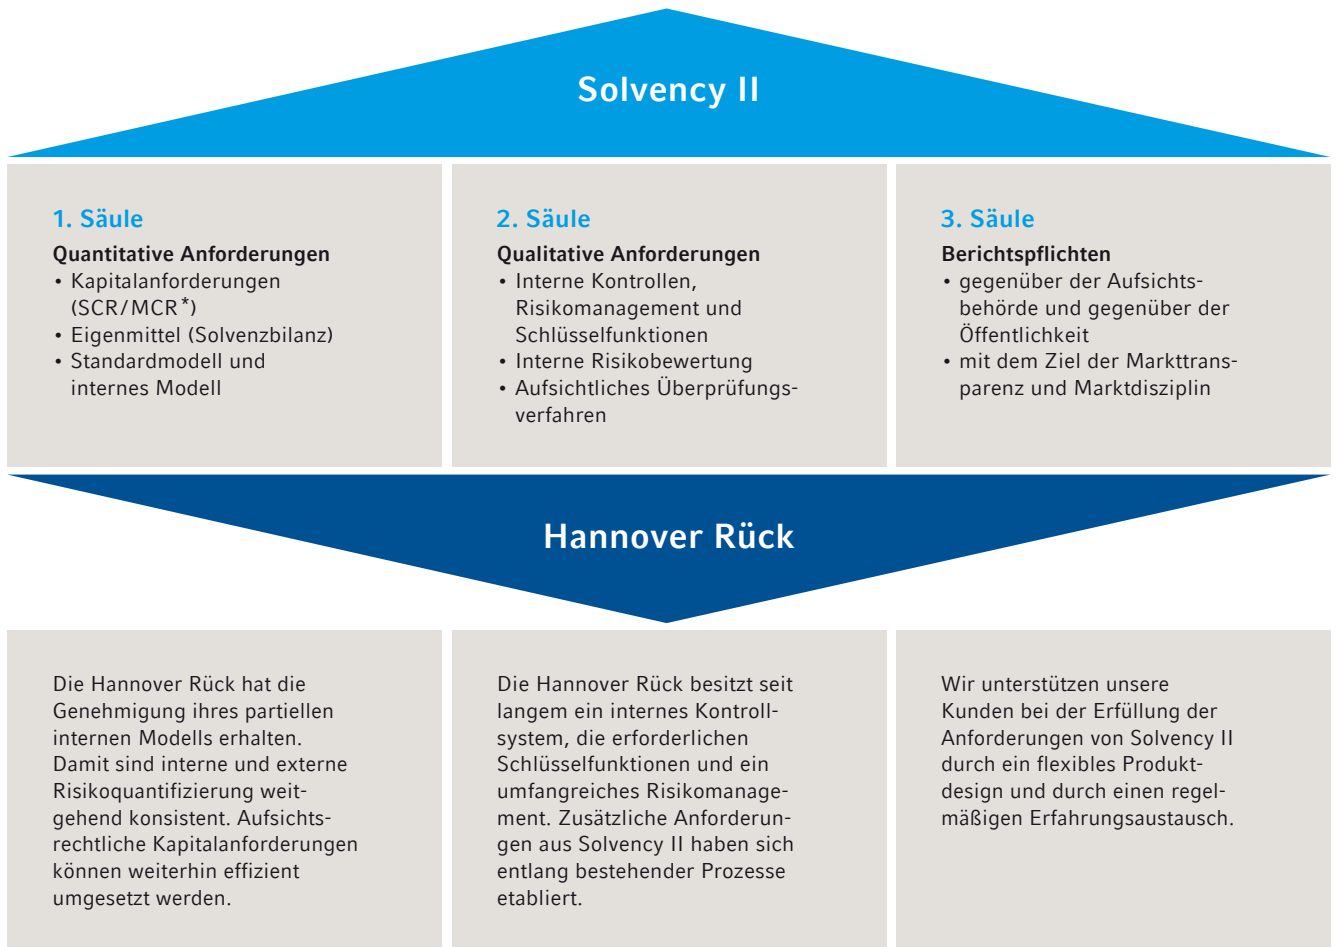 Solvency II
1. Säule
Quantitative Anforderungen
• Kapitalanforderungen
(SCR/MCR*)
• Eigenmittel (Solvenzbilanz)
• Standardmodell und
internes Modell
2. Säule
Qualitative Anforderungen
• Interne Kontrollen,
Risikomanagement und
Schlüsselfunktionen
• Interne Risikobewertung
• Aufsichtliches Überprüfungs-
verfahren
3. Säule
Berichtspflichten
• gegenüber der Aufsichts-
behörde und gegenüber der
Öffentlichkeit
• mit dem Ziel der Markttrans-
parenz und Marktdisziplin
Hannover Rück
Die Hannover Rück hat die
Genehmigung ihres partiellen
internen Modells erhalten.
Damit sind interne und externe
Risikoquantifizierung weit-
gehend konsistent. Aufsichts-
rechtliche Kapitalanforderungen
können weiterhin effizient
umgesetzt werden.
Die Hannover Rück besitzt seit
langem ein internes Kontroll-
system, die erforderlichen
Schlüsselfunktionen und ein
umfangreiches Risikomanage-
ment. Zusätzliche Anforderun-
gen aus Solvency II haben sich
entlang bestehender Prozesse
etabliert.
Wir unterstützen unsere
Kunden bei der Erfüllung der
Anforderungen von Solvency II
durch ein flexibles Produkt-
design und durch einen regel-
mäßigen Erfahrungsaustausch.